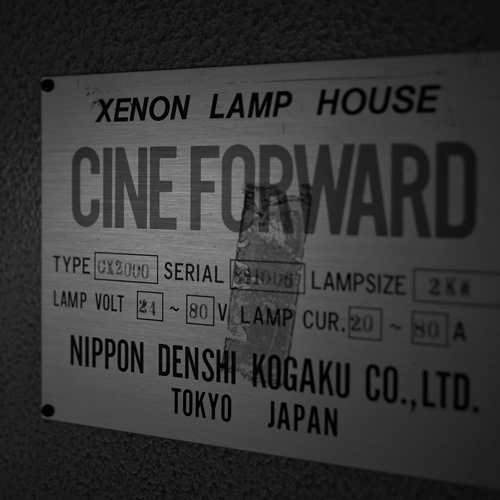 XENON LAMP HOUSE
CINE FORWARD
TYPE CX2000 SERIAL LAMPSIZE 2KW
LAMP VOLT 24 ~ 80 V LAMP CUR. 20 ~ 80 A
NIPPON DENSHI KOGAKU CO., LTD.
TOKYO JAPAN